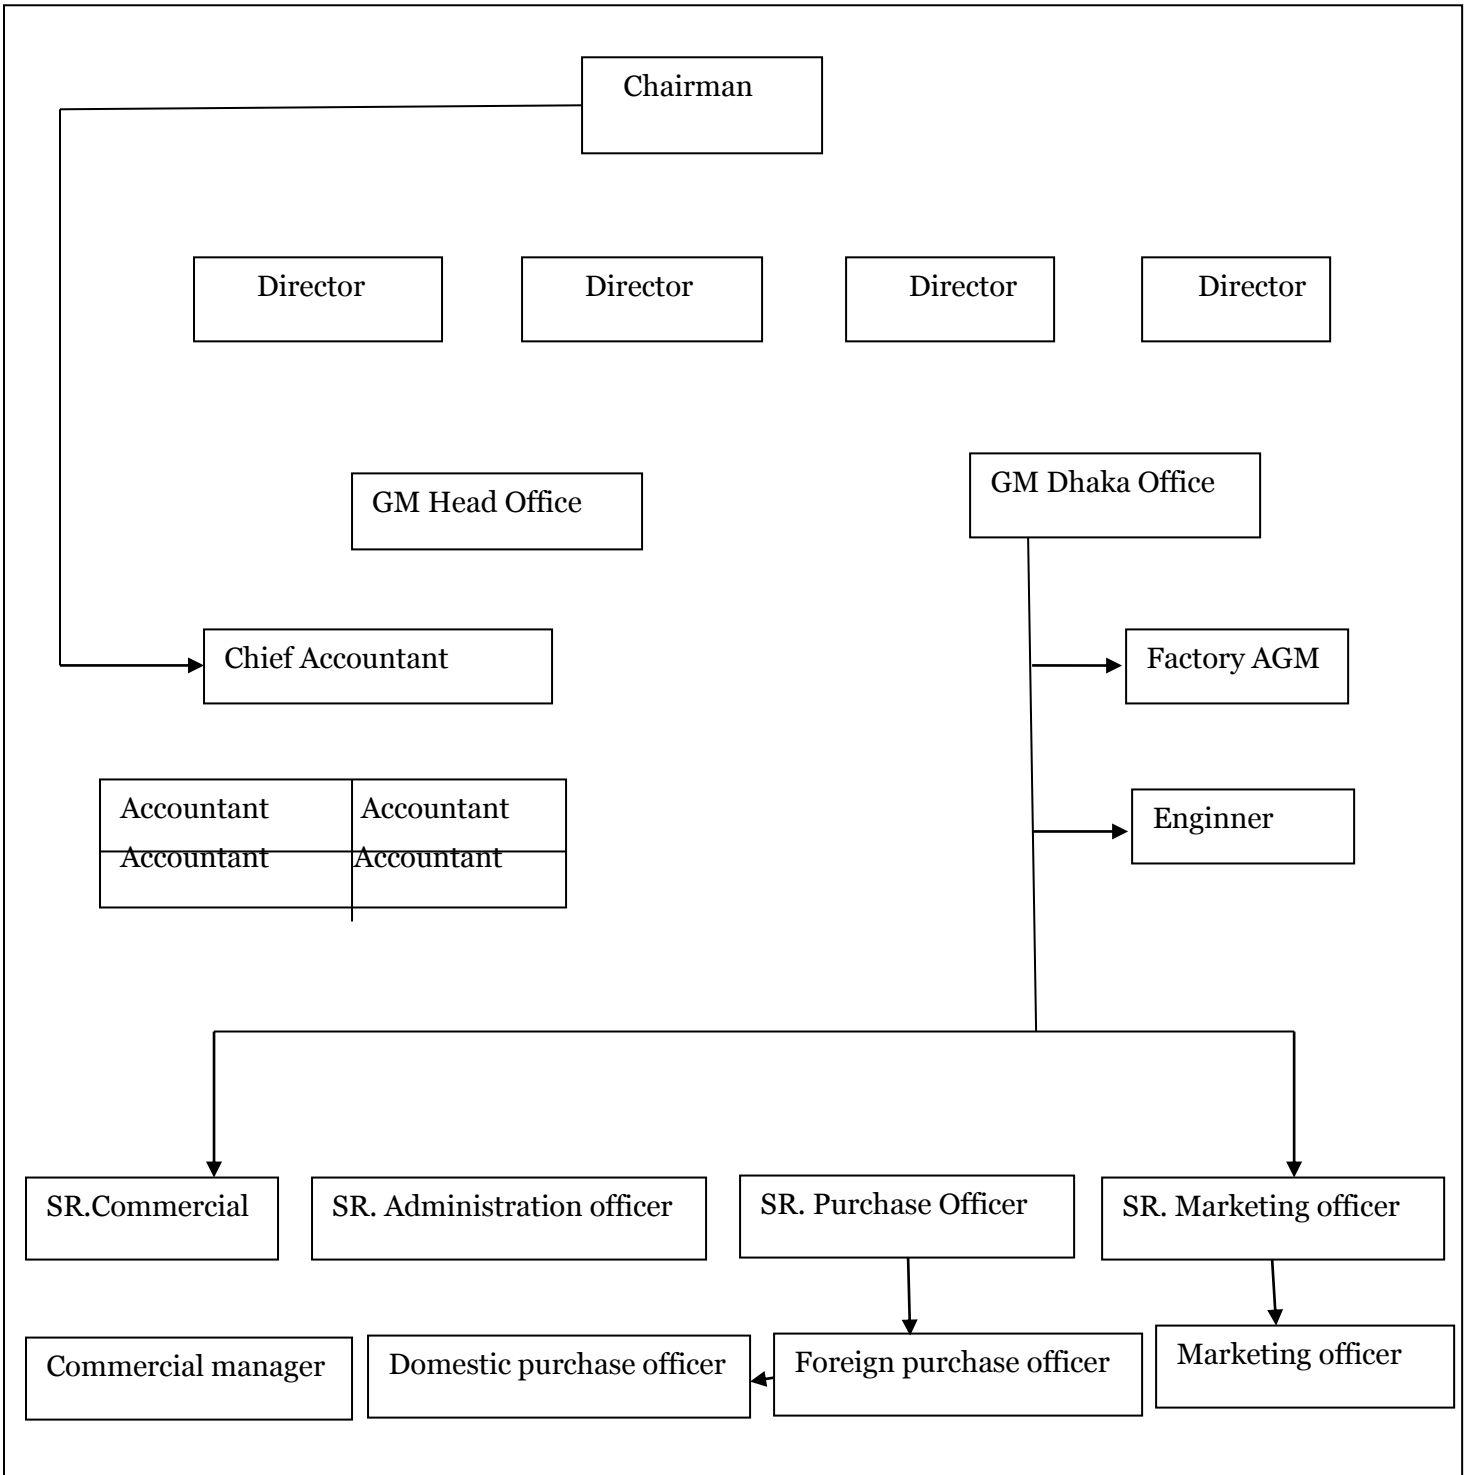 Chairman
Director Director Director Director
GM Head Office GM Dhaka Office
Chief Accountant Factory AGM
Accountant Accountant Enginner
Accountant Accountant
SR.Commercial SR. Administration officer SR. Purchase Officer SR. Marketing officer
Commercial manager Domestic purchase officer Foreign purchase officer Marketing officer